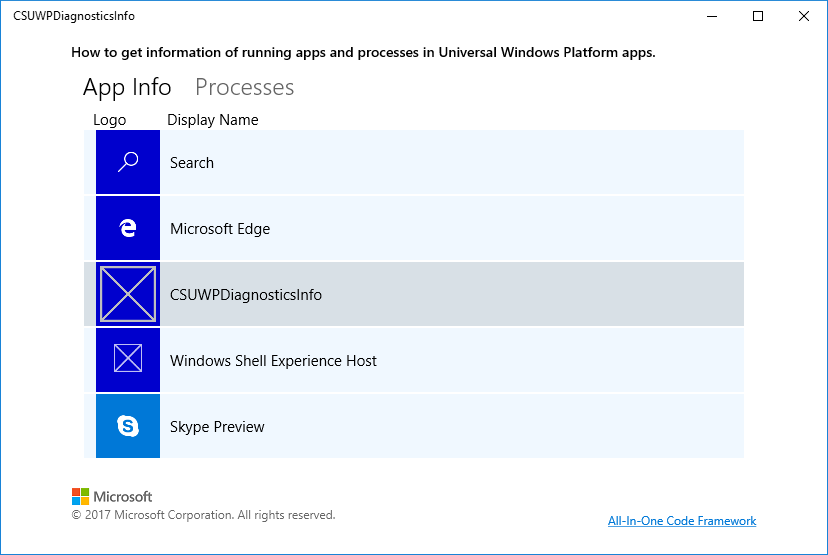 CSUWPDiagnosticsInfo
How to get information of running apps and processes in Universal Windows Platform apps.
App Info Processes
Logo Display Name
Search
Microsoft Edge
CSUWPDiagnosticsInfo
Windows Shell Experience Host
Skype Preview
Microsoft
© 2017 Microsoft Corporation. All rights reserved.
All-In-One Code Framework